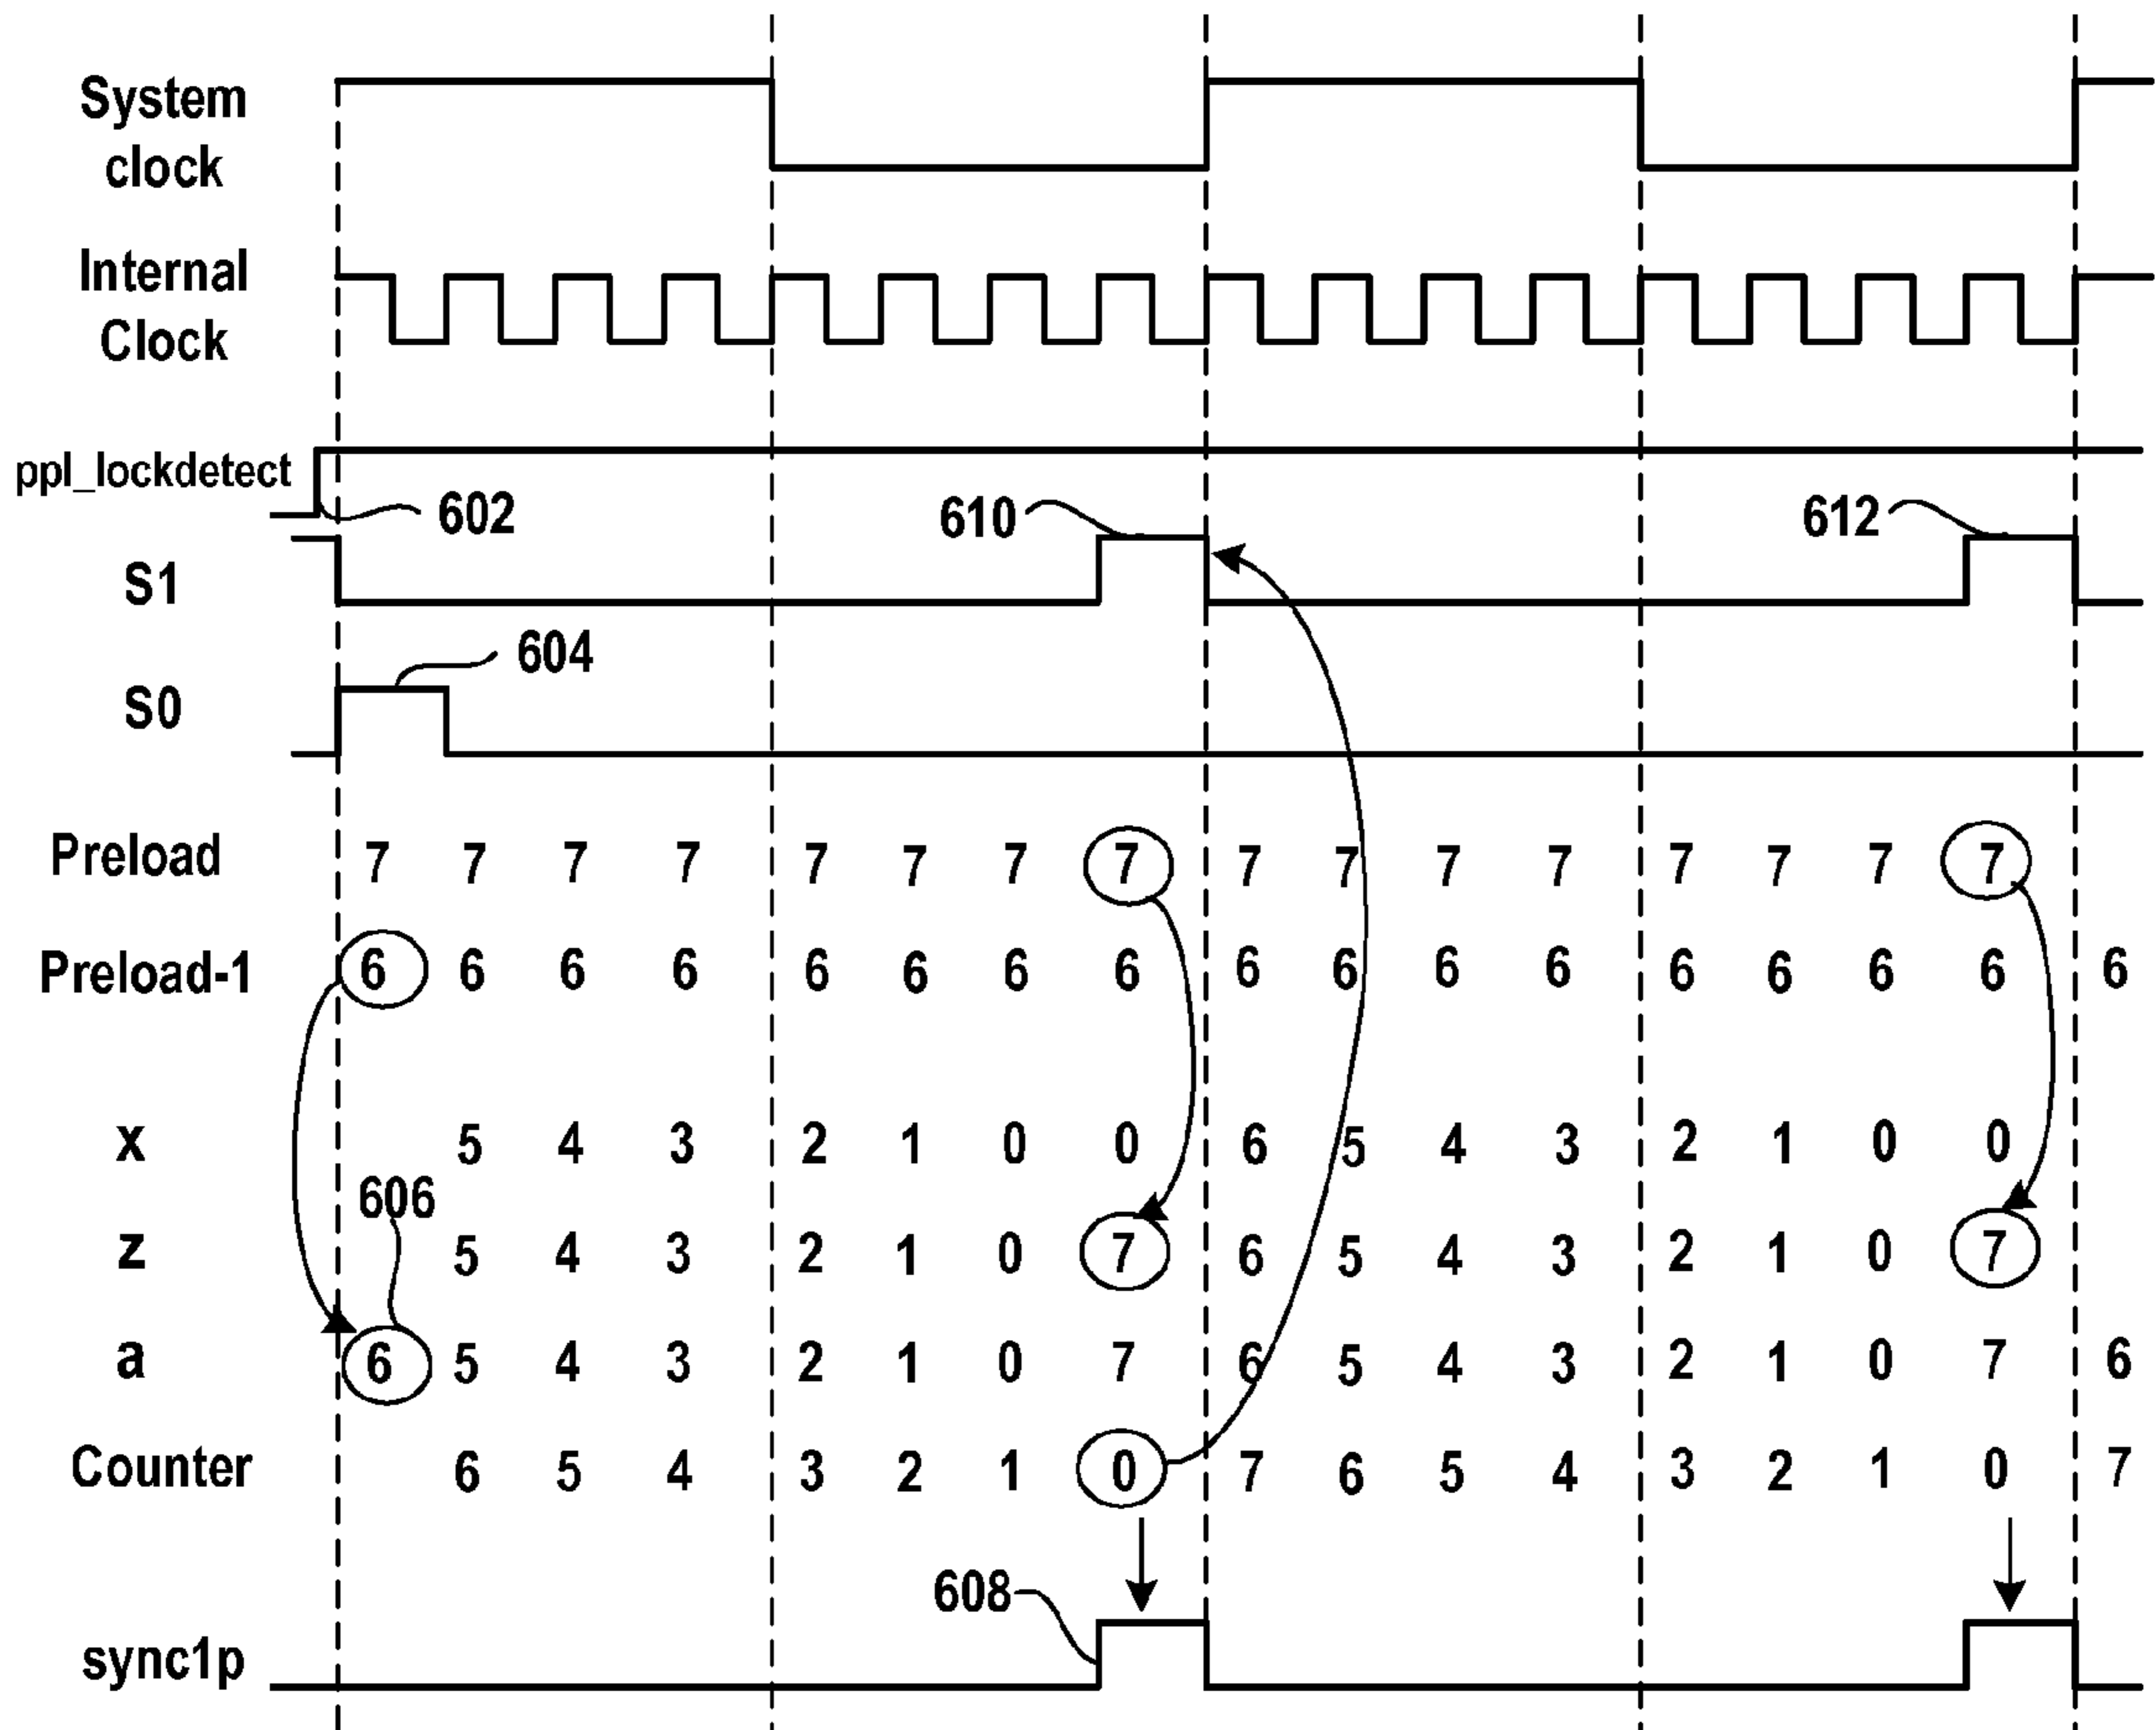 System
clock
Internal
Clock
ppl_lockdetect
602
610
612
S1
604
S0
Preload 7 7 7 7 7 7 7 7 7 7 7 7 7 7 7 7
Preload-1 6 6 6 6 6 6 6 6 6 6 6 6 6 6 6 6 6
x 5 4 3 2 1 0 0 6 5 4 3 2 1 0 0
606
z 5 4 3 2 1 0 7 6 5 4 3 2 1 0 7
a 6 5 4 3 2 1 0 7 6 5 4 3 2 1 0 7 6
Counter 6 5 4 3 2 1 0 7 6 5 4 3 2 1 0 7
608
sync1p